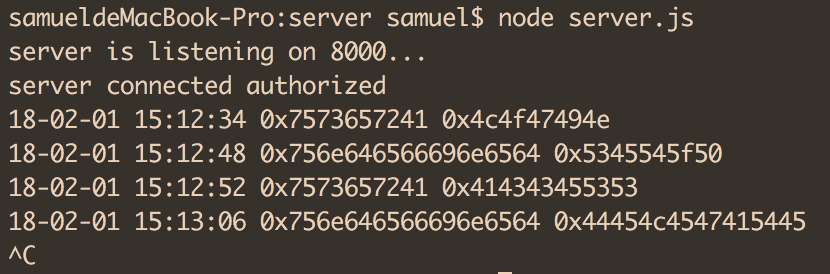 samueldeMacBook-Pro:server samuel$ node server.js
server is listening on 8000...
server connected authorized
18-02-01 15:12:34 0x7573657241 0x4c4f47494e
18-02-01 15:12:48 0x756e646566696e6564 0x5345545f50
18-02-01 15:12:52 0x7573657241 0x414343455353
18-02-01 15:13:06 0x756e646566696e6564 0x44454c4547415445
^C